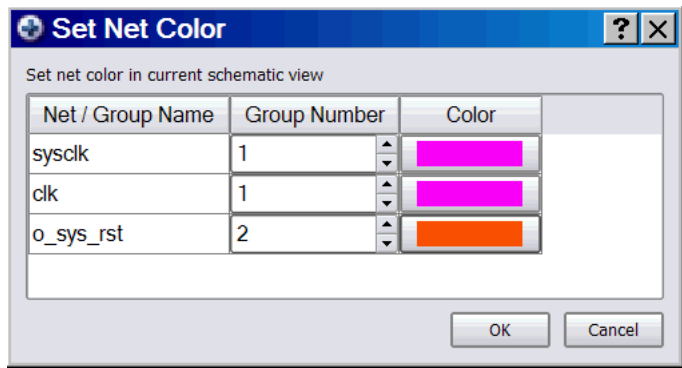 Set Net Color
?
Set net color in current schematic view
Net / Group Name Group Number Color
sysclk 1
clk 1
o_sys_rst 2
OK Cancel